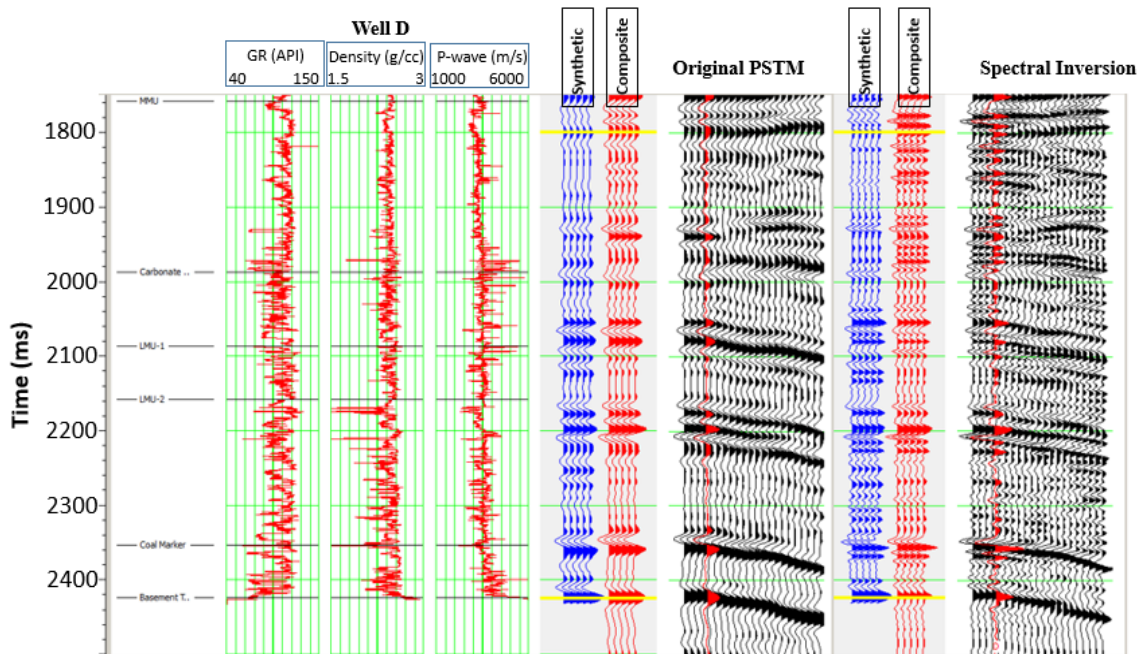 Well D
GR (API)
Density (g/cc)
P-wave (m/s)
40 150
1.5 3
1000 6000
Synthetic
Composite
Original PSTM
Synthetic
Composite
Spectral Inversion
Time (ms)
MMU
1800
1900
Carbonate ..
2000
LMU-1
2100
LMU-2
2200
2300
Coal Marker
2400
Basement T..